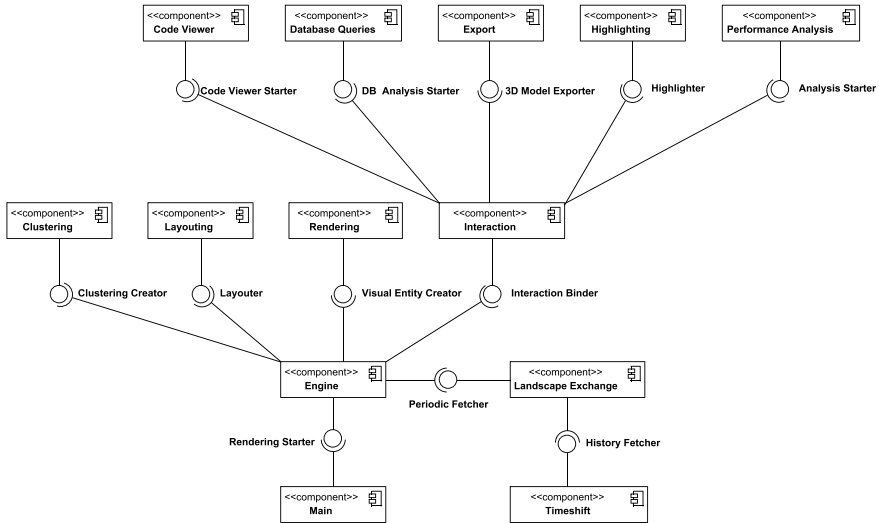 <<component>>
Code Viewer
<<component>>
Database Queries
<<component>>
Export
<<component>>
Highlighting
<<component>>
Performance Analysis
Code Viewer Starter
DB Analysis Starter
3D Model Exporter
Highlighter
Analysis Starter
<<component>>
Clustering
<<component>>
Layouting
<<component>>
Rendering
<<component>>
Interaction
Clustering Creator
Layouter
Visual Entity Creator
Interaction Binder
<<component>>
Engine
<<component>>
Landscape Exchange
Periodic Fetcher
Rendering Starter
History Fetcher
<<component>>
Main
<<component>>
Timeshift